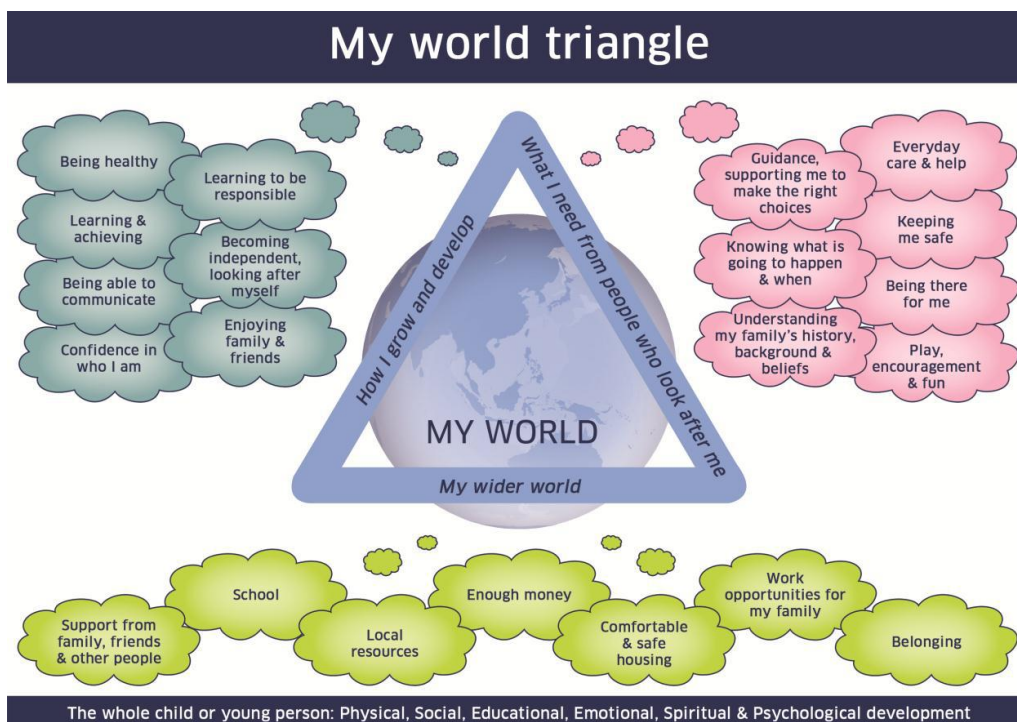 My world triangle
Being healthy
Learning to be
responsible
Learning &
achieving
Becoming
independent,
looking after
myself
Being able to
communicate
Enjoying
family &
friends
Confidence in
who I am
How I grow and develop
What I need from people who look after me
MY WORLD
My wider world
Guidance,
supporting me to
make the right
choices
Everyday
care & help
Knowing what is
going to happen
& when
Keeping
me safe
Being there
for me
Understanding
my family's history,
background &
beliefs
Play,
encouragement
& fun
Support from
family, friends
& other people
School
Local
resources
Enough money
Comfortable
& safe
housing
Work
opportunities for
my family
Belonging
The whole child or young person: Physical, Social, Educational, Emotional, Spiritual & Psychological development